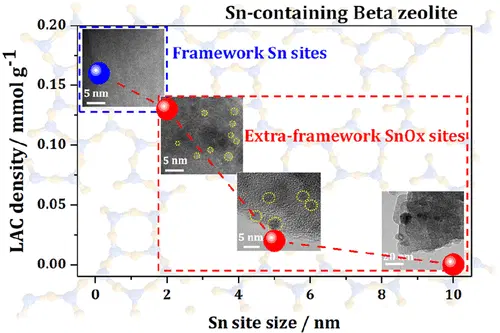 Sn-containing Beta zeolite
LAC density/ mmol g-1
0.20
0.15
0.10
0.05
0.00
Framework Sn sites
5 nm
Extra-framework SnOx sites
5 nm
5 nm
0 2 4 6 8 10
Sn site size / nm